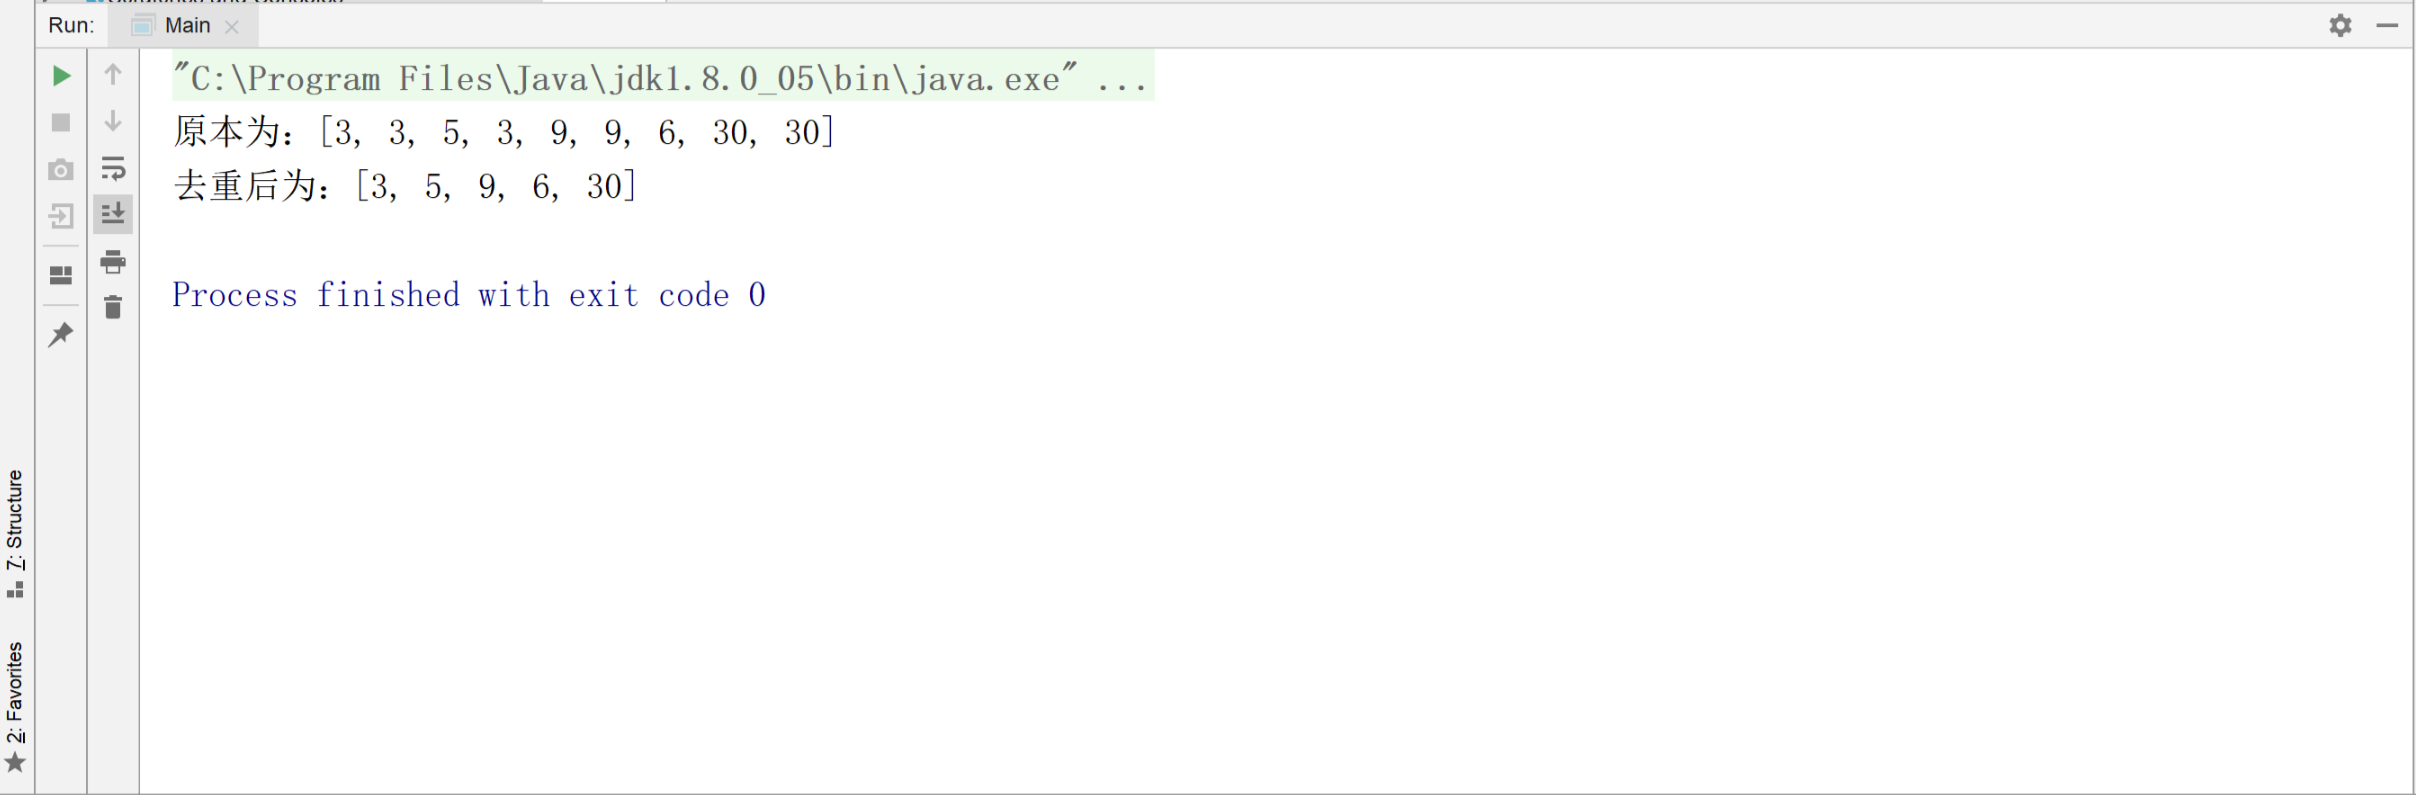 Run: Main
"C:\Program Files\Java\jdk1.8.0_05\bin\java.exe" ...
原本为：[3, 3, 5, 3, 9, 9, 6, 30, 30]
去重后为：[3, 5, 9, 6, 30]
Process finished with exit code 0
7: Structure
2: Favorites